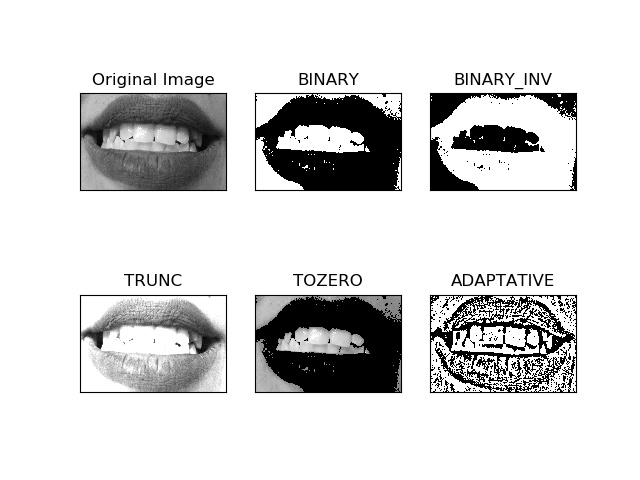 Original Image
BINARY
BINARY_INV
TRUNC
TOZERO
ADAPTATIVE